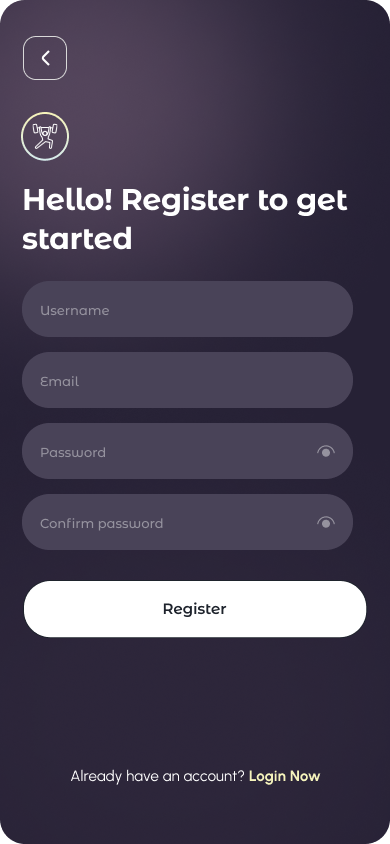 Hello! Register to get
started
Username
Email
Password
Confirm password
Register
Already have an account? Login Now